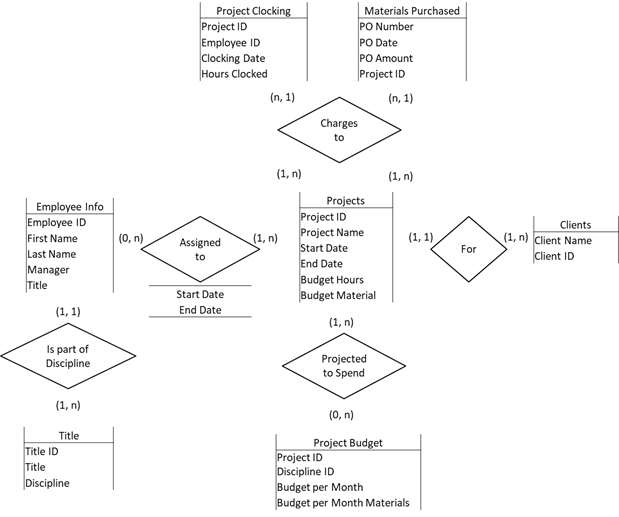 Project Clocking
Project ID
Employee ID
Clocking Date
Hours Clocked
Materials Purchased
PO Number
PO Date
PO Amount
Project ID
(n, 1)
(n, 1)
Charges
to
(1, n)
(1, n)
Employee Info
Employee ID
First Name
Last Name
Manager
Title
(0, n)
Assigned
to
(1, n)
Start Date
End Date
Projects
Project ID
Project Name
Start Date
End Date
Budget Hours
Budget Material
(1, 1)
For
(1, n)
Clients
Client Name
Client ID
(1, 1)
Is part of
Discipline
(1, n)
Title
Title ID
Title
Discipline
(1, n)
Projected
to Spend
(0, n)
Project Budget
Project ID
Discipline ID
Budget per Month
Budget per Month Materials